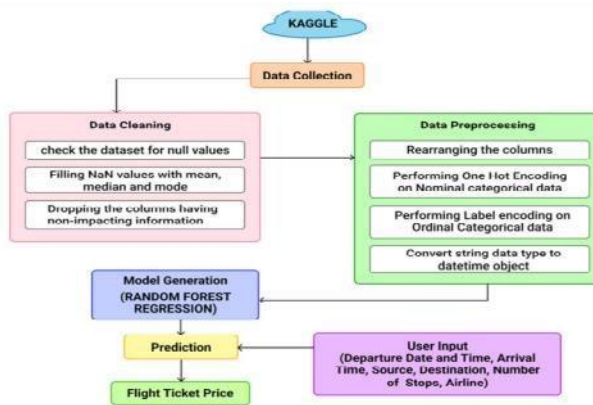 KAGGLE
Data Collection
Data Cleaning
check the dataset for null values
Filling NaN values with mean,
median and mode
Dropping the columns having
non-impacting information
Data Preprocessing
Rearranging the columns
Performing One Hot Encoding
on Nominal categorical data
Performing Label encoding on
Ordinal Categorical data
Convert string data type to
datetime object
Model Generation
(RANDOM FOREST
REGRESSION)
Prediction
User Input
(Departure Date and Time, Arrival
Time, Source, Destination, Number
of Stops, Airline)
Flight Ticket Price